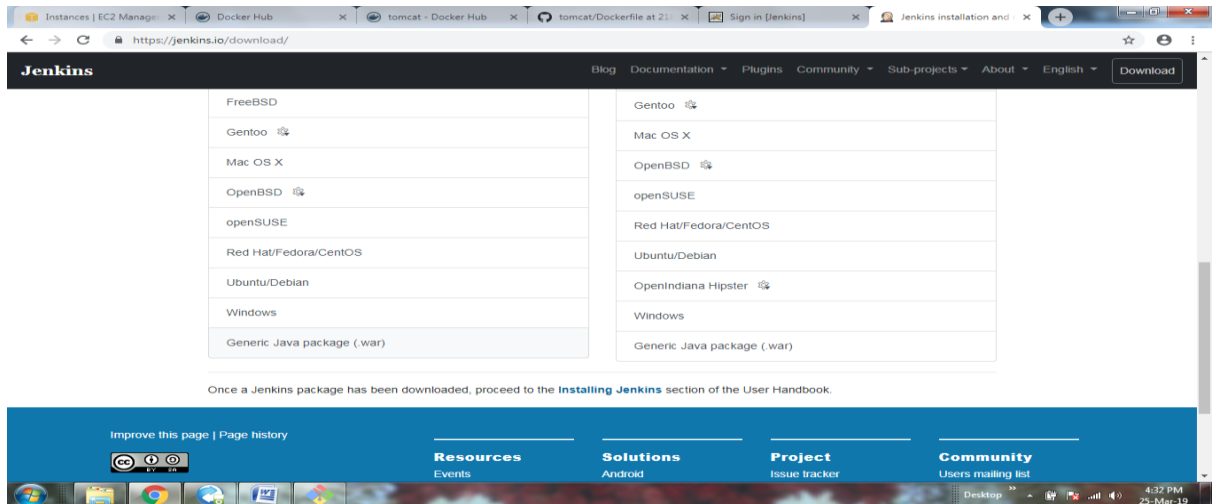 Instances | EC2 Manage
Docker Hub
tomcat - Docker Hub
tomcat/Dockerfile at 21
Sign in [Jenkins]
Jenkins installation and
https://jenkins.io/download/
Jenkins
Blog Documentation Plugins Community Sub-projects About English Download
FreeBSD
Gentoo
Mac OS X
OpenBSD
openSUSE
Red Hat/Fedora/CentOS
Ubuntu/Debian
Windows
Generic Java package (.war)
Gentoo
Mac OS X
OpenBSD
openSUSE
Red Hat/Fedora/CentOS
Ubuntu/Debian
OpenIndiana Hipster
Windows
Generic Java package (.war)
Once a Jenkins package has been downloaded, proceed to the Installing Jenkins section of the User Handbook.
Improve this page | Page history
cc
BY SA
Resources
Events
Solutions
Android
Project
Issue tracker
Community
Users mailing list
Desktop
4:32 PM
25-Mar-19